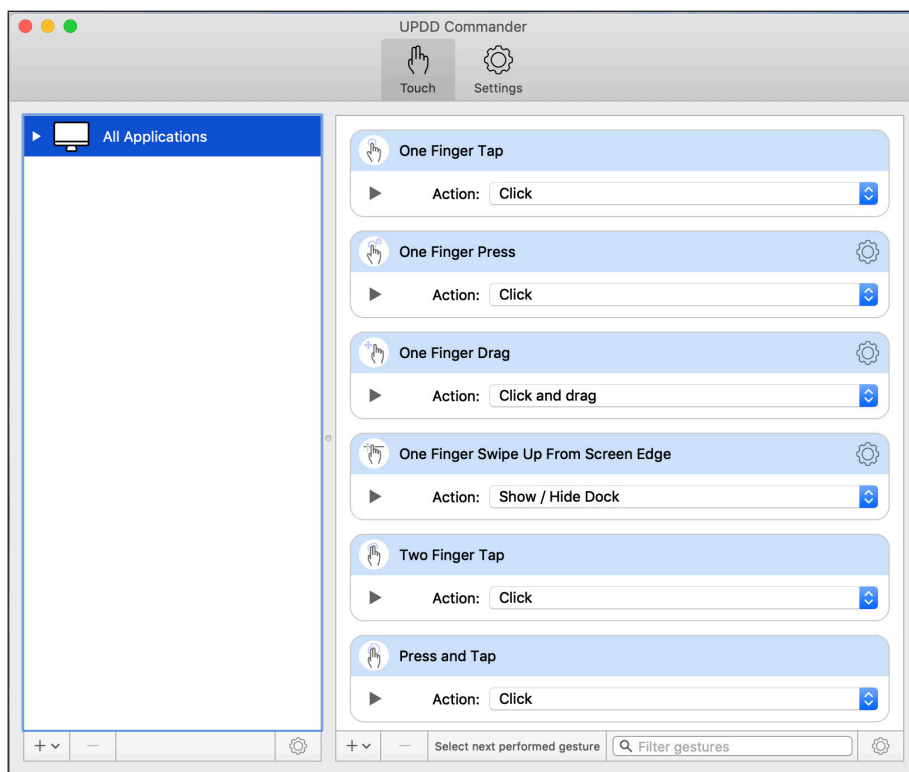 UPDD Commander
Touch
Settings
All Applications
One Finger Tap
Action: Click
One Finger Press
Action: Click
One Finger Drag
Action: Click and drag
One Finger Swipe Up From Screen Edge
Action: Show / Hide Dock
Two Finger Tap
Action: Click
Press and Tap
Action: Click
Select next performed gesture
Filter gestures